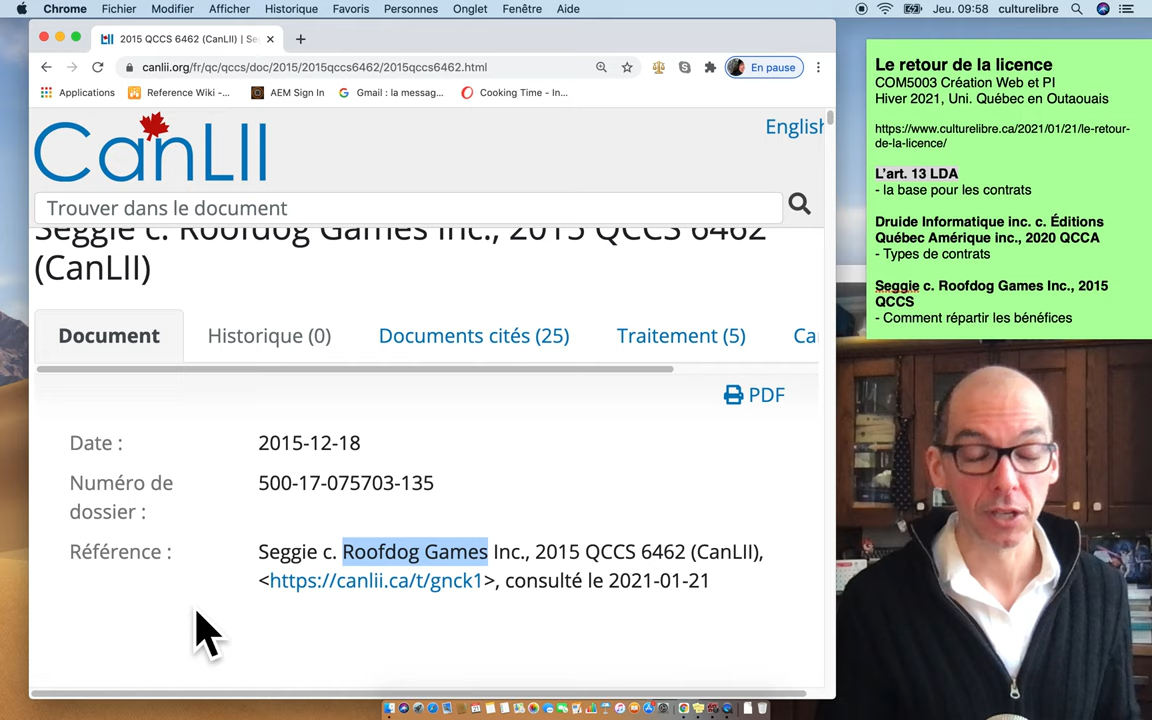 Chrome Fichier Modifier Afficher Historique Favoris Personnes Onglet Fenêtre Aide
Jeu. 09:58 culturelibre
2015 QCCS 6462 (CanLII) | Se
canlii.org/fr/qc/qccs/doc/2015/2015qccs6462/2015qccs6462.html
En pause
Applications Reference Wiki -... AEM Sign In Gmail : la messag... Cooking Time - In...
CanLII
English
Trouver dans le document
Seggie c. Roofdog Games Inc., 2015 QCCS 6462
(CanLII)
Document Historique (0) Documents cités (25) Traitement (5) Ca
PDF
Date : 2015-12-18
Numéro de 500-17-075703-135
dossier :
Référence : Seggie c. Roofdog Games Inc., 2015 QCCS 6462 (CanLII),
<https://canlii.ca/t/gnck1>, consulté le 2021-01-21
Le retour de la licence
COM5003 Création Web et PI
Hiver 2021, Uni. Québec en Outaouais
https://www.culturelibre.ca/2021/01/21/le-retour-
de-la-licence/
L'art. 13 LDA
- la base pour les contrats
Druide Informatique inc. c. Éditions
Québec Amérique inc., 2020 QCCA
- Types de contrats
Seggie c. Roofdog Games Inc., 2015
QCCS
- Comment répartir les bénéfices